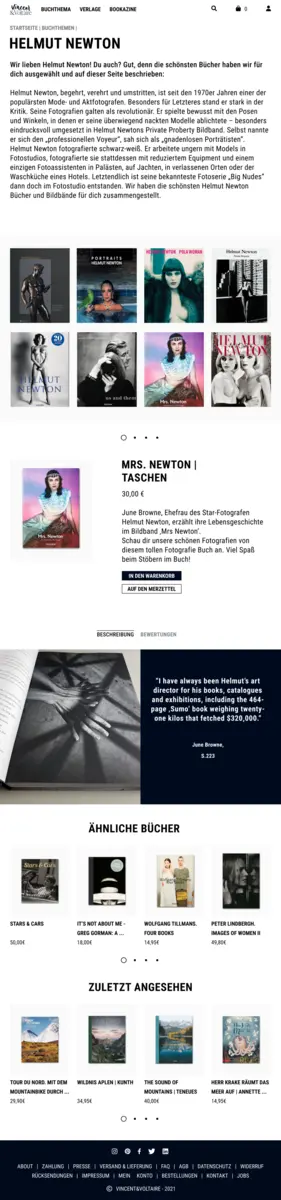 Vincent
&Voltaire
BUCHTHEMA VERLAGE BOOKAZINE
0
STARTSEITE | BUCHTHEMEN |
HELMUT NEWTON
Wir lieben Helmut Newton! Du auch? Gut, denn die schönsten Bücher haben wir für
dich ausgewählt und auf dieser Seite beschrieben:
Helmut Newton, begehrt, verehrt und umstritten, ist seit den 1970er Jahren einer der
populärsten Mode- und Aktfotografen. Besonders für Letzteres stand er stark in der
Kritik. Seine Fotografien galten als revolutionär. Er spielte bewusst mit den Posen
und Winkeln, in denen er seine überwiegend nackten Modelle ablichtete – besonders
eindrucksvoll umgesetzt in Helmut Newtons Private Proberty Bildband. Selbst nannte
er sich den „professionellen Voyeur", sah sich als „gnadenlosen Porträtisten".
Helmut Newton fotografierte schwarz-weiß. Er arbeitete ungern mit Models in
Fotostudios, fotografierte sie stattdessen mit reduziertem Equipment und einem
einzigen Fotoassistenten in Palästen, auf Jachten, in verlassenen Orten oder der
Waschküche eines Hotels. Letztendlich ist seine bekannteste Fotoserie „Big Nudes"
dann doch im Fotostudio entstanden. Wir haben die schönsten Helmut Newton
Bücher und Bildbände für dich zusammengestellt.
PORTRAITS
HELMUT NEWTON
HELMUT NEWTON POLA WOMAN
Helmut Newton
20
HELMUT
NEWTON
us and them
Mrs. Newton
HELMUT
NEWTON
MRS. NEWTON |
TASCHEN
30,00 €
Mrs. Newton
June Browne, Ehefrau des Star-Fotografen
Helmut Newton, erzählt ihre Lebensgeschichte
im Bildband ‚Mrs Newton'.
Schau dir unsere schönen Fotografien von
diesem tollen Fotografie Buch an. Viel Spaß
beim Stöbern im Buch!
IN DEN WARENKORB
AUF DEN MERZETTEL
BESCHREIBUNG BEWERTUNGEN
"I have always been Helmut's art
director for his books, catalogues
and exhibitions, including the 464-
page ‚Sumo' book weighing twenty-
one kilos that fetched $320,000."
June Browne,
S.223
ÄHNLICHE BÜCHER
Stars & Cars
STARS & CARS
50,00€
IT'S NOT ABOUT ME -
GREG GORMAN: A ...
18,00€
WOLFGANG TILLMANS.
FOUR BOOKS
14,95€
PETER LINDBERGH.
IMAGES OF WOMEN II
49,80€
ZULETZT ANGESEHEN
TOUR DU NORD. MIT DEM
MOUNTAINBIKE DURCH ...
29,90€
WILDNIS APLEN | KUNTH
34,95€
THE SOUND OF
MOUNTAINS | TENEUES
40,00€
HERR KRAKE RÄUMT DAS
MEER AUF | ANNETTE ...
14,95€
ABOUT | ZAHLUNG | PRESSE | VERSAND & LIEFERUNG | FAQ | AGB | DATENSCHUTZ | WIDERRUF
RÜCKSENDUNGEN | IMPRESSUM | MEIN KONTO | BESTELLUNGEN | KONTAKT | JOBS
© VINCENT&VOLTAIRE - 2021